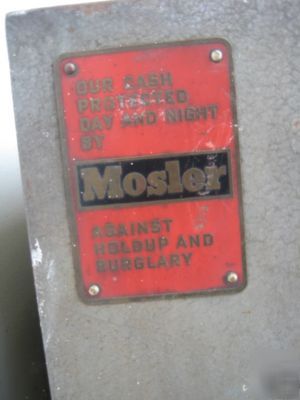 OUR CASH
PROTECTED
DAY AND NIGHT
BY
Mosler
AGAINST
HOLDUP AND
BURGLARY